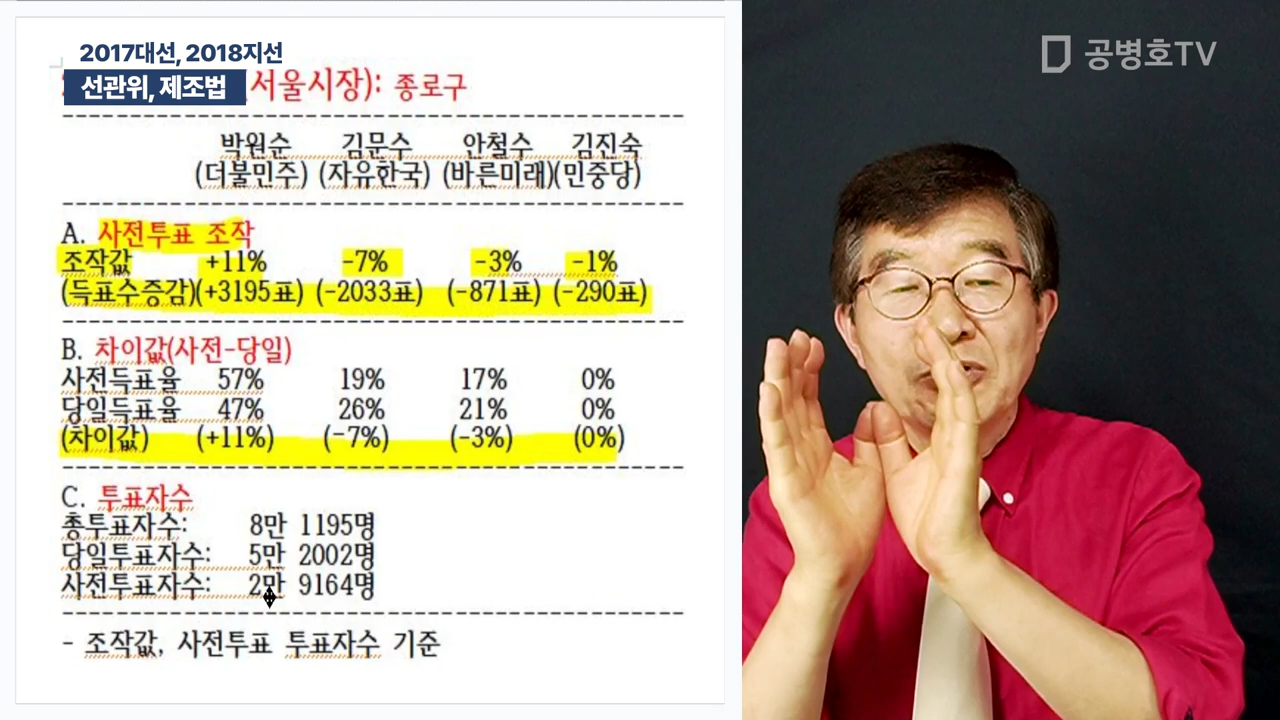 2017대선, 2018지선
선관위, 제조법
(서울시장): 종로구
박원순 김문수 안철수 김진숙
(더불민주) (자유한국) (바른미래)(민중당)
A. 사전투표 조작
조작값 +11% -7% -3% -1%
(득표수증감)(+3195표) (-2033표) (-871표) (-290표)
B. 차이값(사전-당일)
사전득표율 57% 19% 17% 0%
당일득표율 47% 26% 21% 0%
(차이값) (+11%) (-7%) (-3%) (0%)
C. 투표자수
총투표자수: 8만 1195명
당일투표자수: 5만 2002명
사전투표자수: 2만 9164명
- 조작값, 사전투표 투표자수 기준
공병호TV